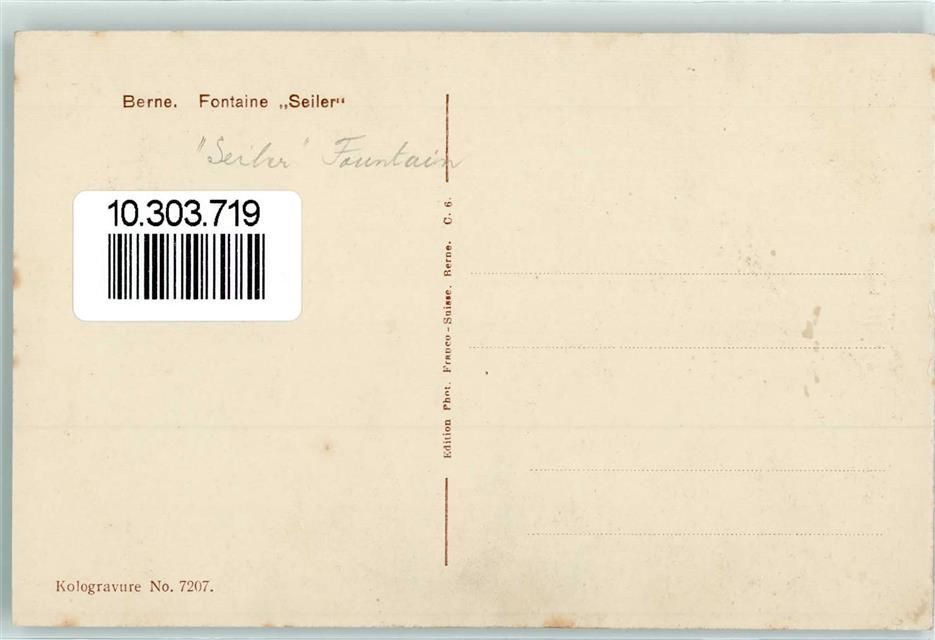 Berne. Fontaine „Seiler“
"Seiler" Fountain
10.303.719
Edition Phot. Franco-Suisse, Berne. C. 6.
Kologravure No. 7207.